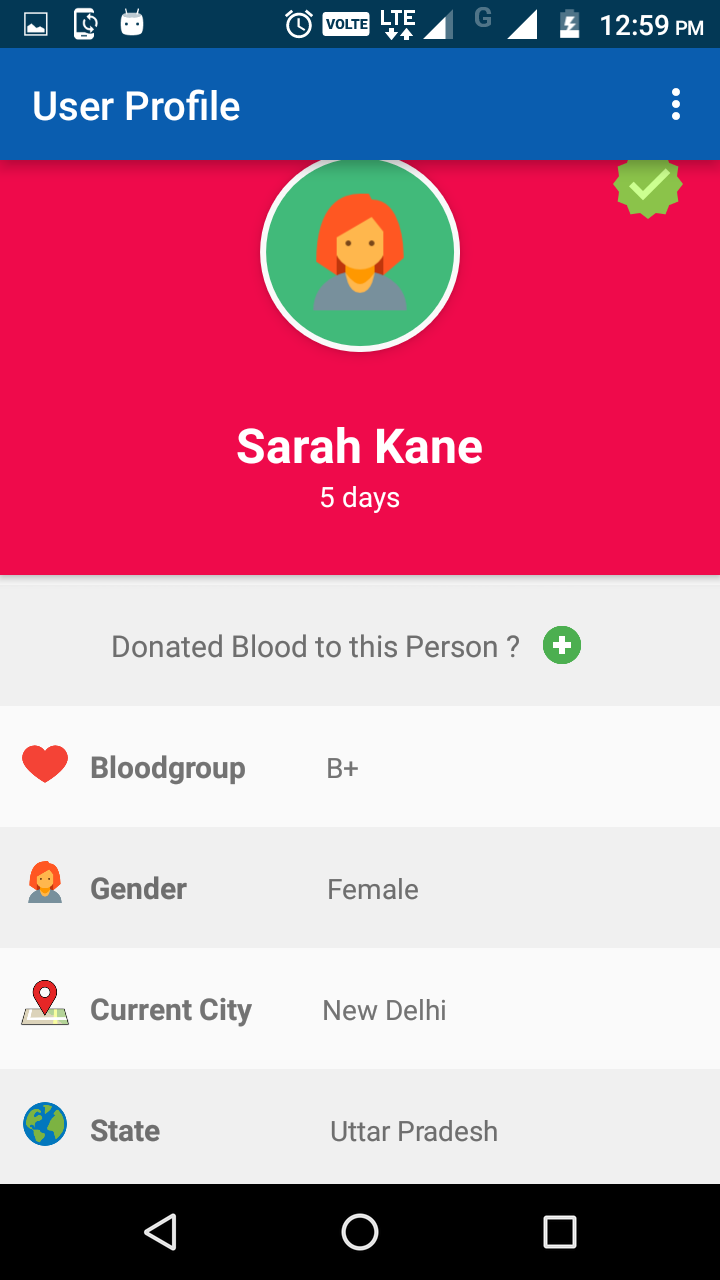 VOLTE LTE G 12:59 PM
User Profile
Sarah Kane
5 days
Donated Blood to this Person ?
Bloodgroup B+
Gender Female
Current City New Delhi
State Uttar Pradesh